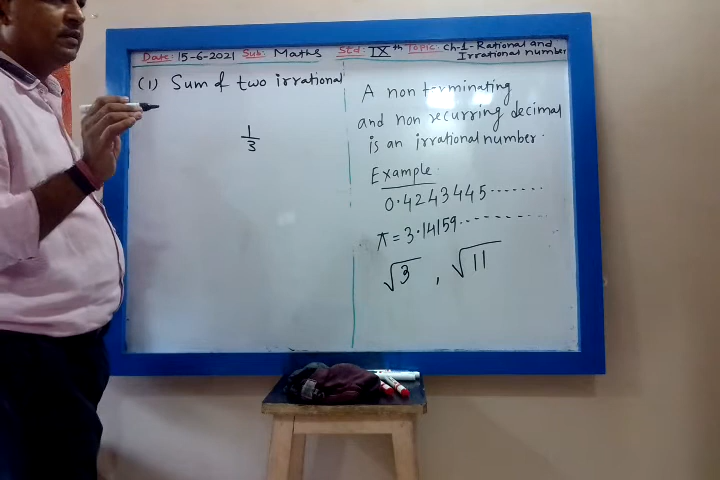 Date: 15-6-2021 Sub: Maths Std: IXth Topic: Ch-1-Rational and
Irrational number
(1) Sum of two irrational
1
3
A non terminating
and non recurring decimal
is an irrational number.
Example.
0.4243445.......
π = 3.14159..........
√3 , √11